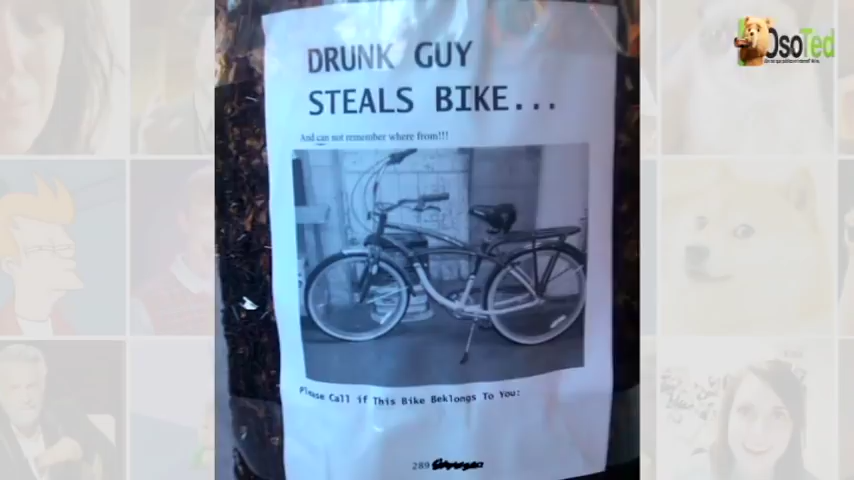 DRUNK GUY
STEALS BIKE...
And can not remember where from!!!
Please Call if This Bike Beklongs To You:
289
OsoTed